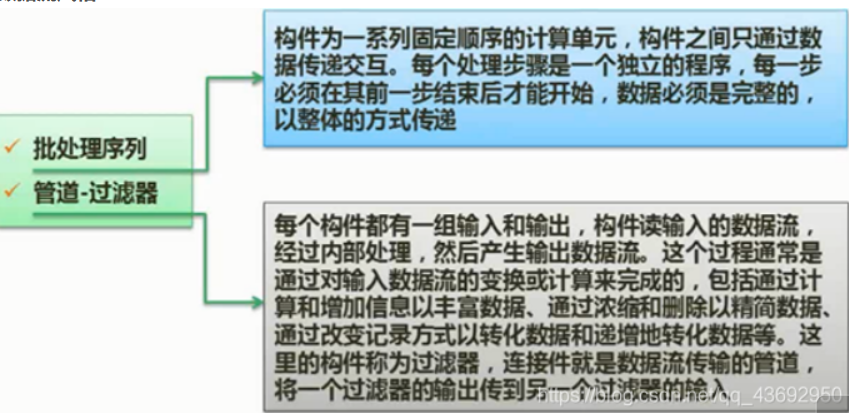 构件为一系列固定顺序的计算单元，构件之间只通过数
据传递交互。每个处理步骤是一个独立的程序，每一步
必须在其前一步结束后才能开始，数据必须是完整的，
以整体的方式传递
批处理序列
管道-过滤器
每个构件都有一组输入和输出，构件读输入的数据流，
经过内部处理，然后产生输出数据流。这个过程通常是
通过对输入数据流的变换或计算来完成的，包括通过计
算和增加信息以丰富数据、通过浓缩和删除以精简数据、
通过改变记录方式以转化数据和递增地转化数据等。这
里的构件称为过滤器，连接件就是数据流传输的管道，
将一个过滤器的输出传到另一个过滤器的输入
https://blog.csdn.net/qq_43692950